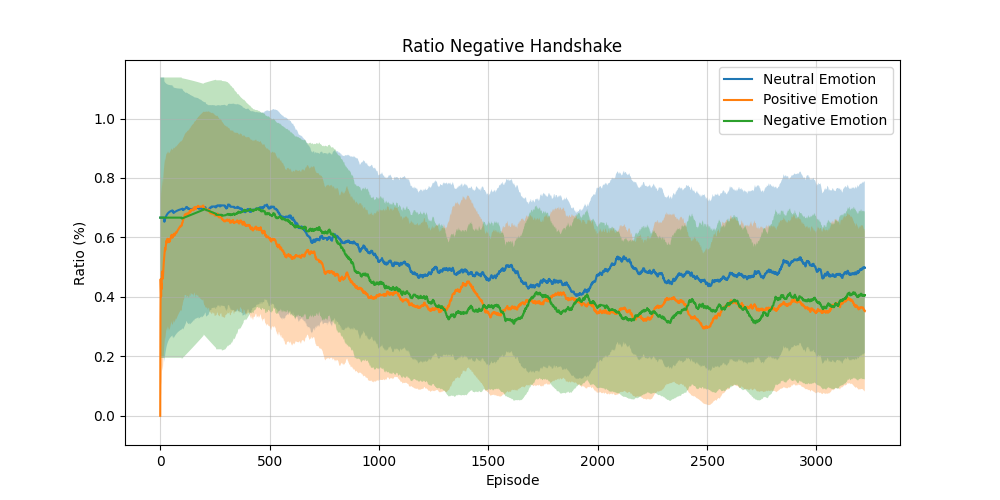 Ratio Negative Handshake
Neutral Emotion
Positive Emotion
Negative Emotion
Ratio (%)
1.0
0.8
0.6
0.4
0.2
0.0
0 500 1000 1500 2000 2500 3000
Episode